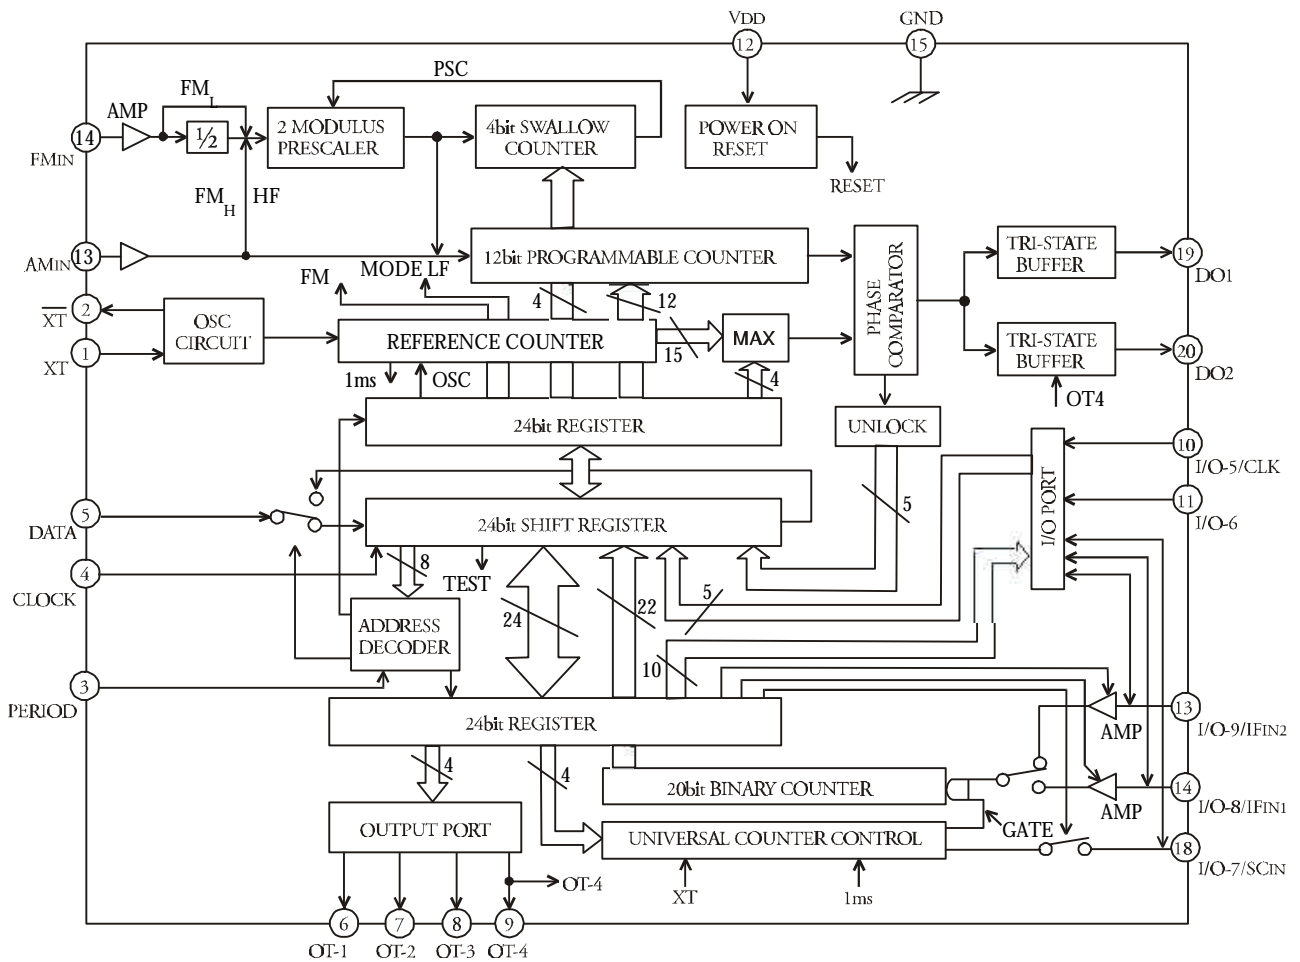 VDD
GND
12
15
PSC
FML
AMP
14
FMIN
1/2
2 MODULUS
PRESCALER
4bit SWALLOW
COUNTER
POWER ON
RESET
RESET
FMH
HF
13
AMIN
12bit PROGRAMMABLE COUNTER
PHASE
COMPARATOR
TRI-STATE
BUFFER
19
DO1
FM
MODE LF
4
12
2
XT
OSC
CIRCUIT
REFERENCE COUNTER
15
MAX
TRI-STATE
BUFFER
20
DO2
1
XT
1ms
OSC
4
OT4
24bit REGISTER
UNLOCK
10
I/O-5/CLK
I/O PORT
11
I/O-6
5
DATA
24bit SHIFT REGISTER
5
4
CLOCK
8
TEST
24
22
5
ADDRESS
DECODER
10
3
PERIOD
24bit REGISTER
AMP
13
I/O-9/IFIN2
4
4
20bit BINARY COUNTER
AMP
14
I/O-8/IFIN1
OUTPUT PORT
UNIVERSAL COUNTER CONTROL
GATE
18
I/O-7/SCIN
OT-4
XT
1ms
6
7
8
9
OT-1
OT-2
OT-3
OT-4